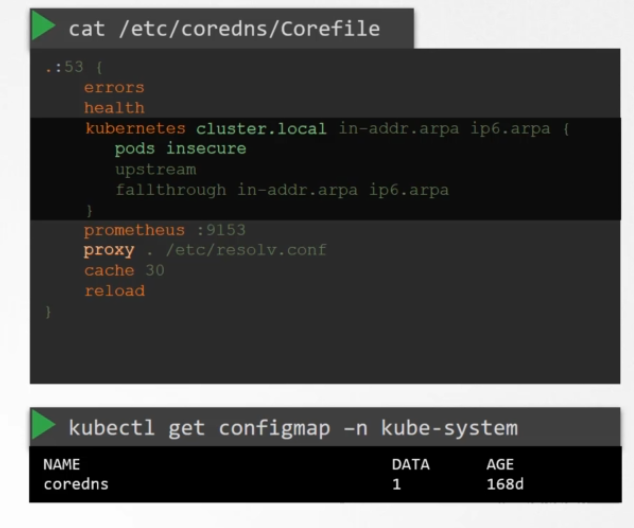 cat /etc/coredns/Corefile
.:53 {
errors
health
kubernetes cluster.local in-addr.arpa ip6.arpa {
pods insecure
upstream
fallthrough in-addr.arpa ip6.arpa
}
prometheus :9153
proxy . /etc/resolv.conf
cache 30
reload
}
kubectl get configmap –n kube-system
NAME DATA AGE
coredns 1 168d